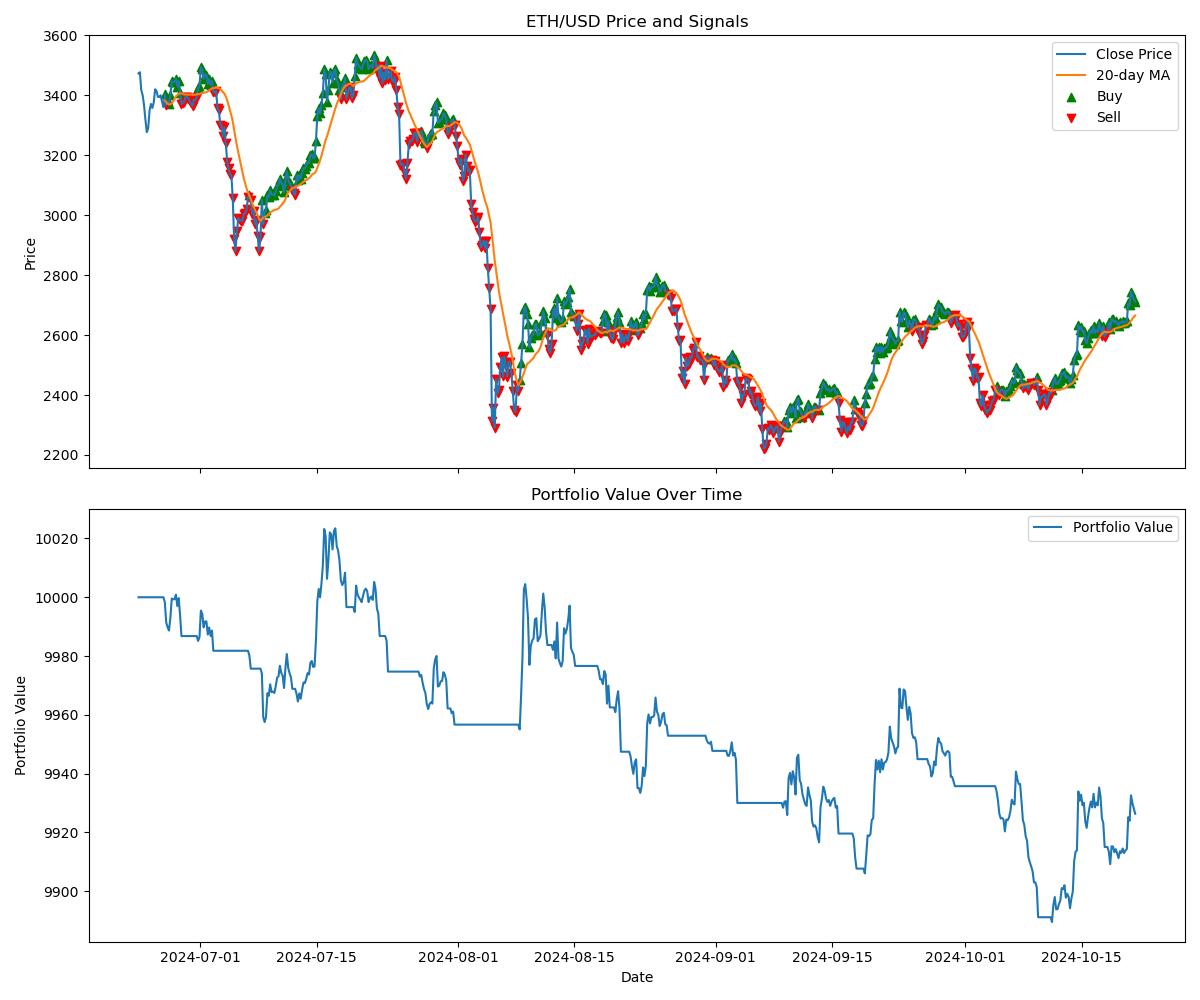 ETH/USD Price and Signals
Price
3600
3400
3200
3000
2800
2600
2400
2200
Close Price
20-day MA
Buy
Sell
Portfolio Value Over Time
Portfolio Value
10020
10000
9980
9960
9940
9920
9900
Portfolio Value
2024-07-01
2024-07-15
2024-08-01
2024-08-15
2024-09-01
2024-09-15
2024-10-01
2024-10-15
Date